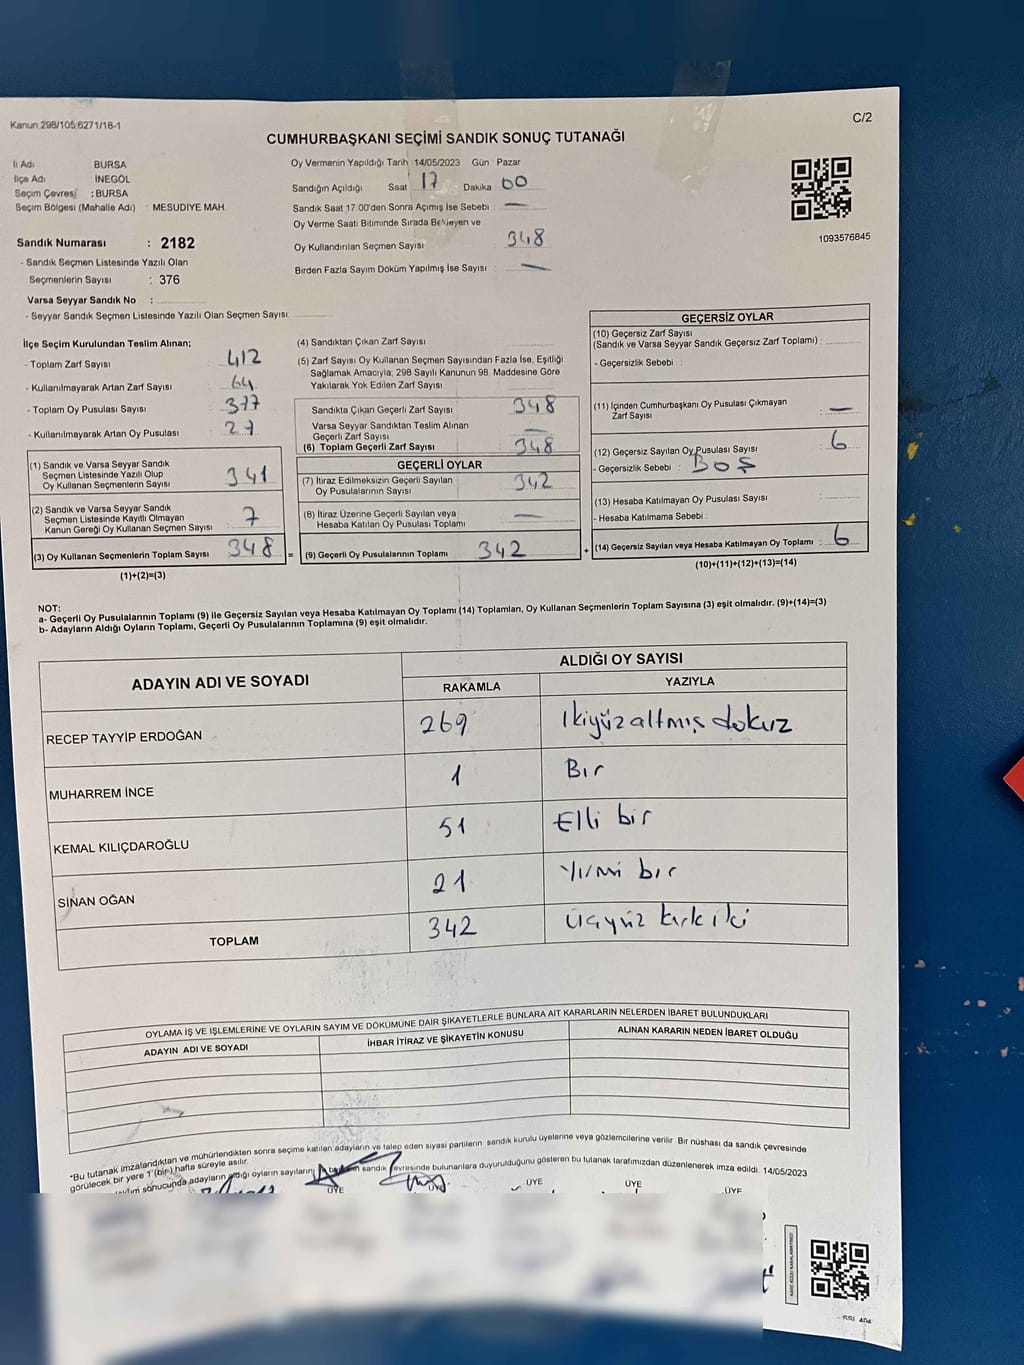 Kanun:298/105;6271/18-1
C/2
CUMHURBAŞKANI SEÇİMİ SANDIK SONUÇ TUTANAĞI
İl Adı : BURSA
İlçe Adı : İNEGÖL
Seçim Çevresi : BURSA
Seçim Bölgesi (Mahalle Adı) : MESUDİYE MAH.
Sandık Numarası : 2182
- Sandık Seçmen Listesinde Yazılı Olan
Seçmenlerin Sayısı : 376
Varsa Seyyar Sandık No :
- Seyyar Sandık Seçmen Listesinde Yazılı Olan Seçmen Sayısı:
Oy Vermenin Yapıldığı Tarih : 14/05/2023 Gün : Pazar
Sandığın Açıldığı Saat : 17 Dakika : 00
Sandık Saat 17.00'den Sonra Açımış İse Sebebi : —
Oy Verme Saati Bitiminde Sırada Bekleyen ve
Oy Kullandırılan Seçmen Sayısı : 348
Birden Fazla Sayım Döküm Yapılmış İse Sayısı : —
1093576845
İlçe Seçim Kurulundan Teslim Alınan;
- Toplam Zarf Sayısı : 412
- Kullanılmayarak Artan Zarf Sayısı : 64
- Toplam Oy Pusulası Sayısı : 377
- Kullanılmayarak Artan Oy Pusulası : 27
(1) Sandık ve Varsa Seyyar Sandık
Seçmen Listesinde Yazılı Olup
Oy Kullanan Seçmenlerin Sayısı : 341
(2) Sandık ve Varsa Seyyar Sandık
Seçmen Listesinde Kayıtlı Olmayan
Kanun Gereği Oy Kullanan Seçmen Sayısı : 7
(3) Oy Kullanan Seçmenlerin Toplam Sayısı : 348
(1)+(2)=(3)
(4) Sandıktan Çıkan Zarf Sayısı :
(5) Zarf Sayısı Oy Kullanan Seçmen Sayısından Fazla İse, Eşitliği
Sağlamak Amacıyla; 298 Sayılı Kanunun 98. Maddesine Göre
Yakılarak Yok Edilen Zarf Sayısı :
Sandıkta Çıkan Geçerli Zarf Sayısı : 348
Varsa Seyyar Sandıktan Teslim Alınan
Geçerli Zarf Sayısı : —
(6) Toplam Geçerli Zarf Sayısı : 348
GEÇERLİ OYLAR
(7) İtiraz Edilmeksizin Geçerli Sayılan
Oy Pusulalarının Sayısı : 342
(8) İtiraz Üzerine Geçerli Sayılan veya
Hesaba Katılan Oy Pusulası Toplamı : —
= (9) Geçerli Oy Pusulalarının Toplamı : 342 +
GEÇERSİZ OYLAR
(10) Geçersiz Zarf Sayısı
(Sandık ve Varsa Seyyar Sandık Geçersiz Zarf Toplamı) :
- Geçersizlik Sebebi :
(11) İçinden Cumhurbaşkanı Oy Pusulası Çıkmayan
Zarf Sayısı : —
(12) Geçersiz Sayılan Oy Pusulası Sayısı : 6
- Geçersizlik Sebebi : BOŞ
(13) Hesaba Katılmayan Oy Pusulası Sayısı :
- Hesaba Katılmama Sebebi :
(14) Geçersiz Sayılan veya Hesaba Katılmayan Oy Toplamı : 6
(10)+(11)+(12)+(13)=(14)
NOT:
a- Geçerli Oy Pusulalarının Toplamı (9) ile Geçersiz Sayılan veya Hesaba Katılmayan Oy Toplamı (14) Toplamları, Oy Kullanan Seçmenlerin Toplam Sayısına (3) eşit olmalıdır. (9)+(14)=(3)
b- Adayların Aldığı Oyların Toplamı, Geçerli Oy Pusulalarının Toplamına (9) eşit olmalıdır.
ADAYIN ADI VE SOYADI
ALDIĞI OY SAYISI
RAKAMLA YAZIYLA
RECEP TAYYİP ERDOĞAN 269 İkiyüzaltmış dokuz
MUHARREM İNCE 1 Bir
KEMAL KILIÇDAROĞLU 51 Elli bir
SİNAN OĞAN 21 Yirmi bir
TOPLAM 342 Üçyüz kırk iki
OYLAMA İŞ VE İŞLEMLERİNE VE OYLARIN SAYIM VE DÖKÜMÜNE DAİR ŞİKAYETLERLE BUNLARA AİT KARARLARIN NELERDEN İBARET BULUNDUKLARI
ADAYIN ADI VE SOYADI İHBAR İTİRAZ VE ŞİKAYETİN KONUSU ALINAN KARARIN NEDEN İBARET OLDUĞU
*Bu tutanak imzalandıktan ve mühürlendikten sonra seçime katılan adayların ve talep eden siyasi partilerin sandık kurulu üyelerine veya gözlemcilerine verilir. Bir nüshası da sandık çevresinde
görülecek bir yere 1 (bir) hafta süreyle asılır.
sonucunda adayların aldığı oyların sayılarını sandık çevresinde bulunanlara duyurulduğunu gösteren bu tutanak tarafımızdan düzenlenerek imza edildi. 14/05/2023
ÜYE ÜYE ÜYE ÜYE ÜYE